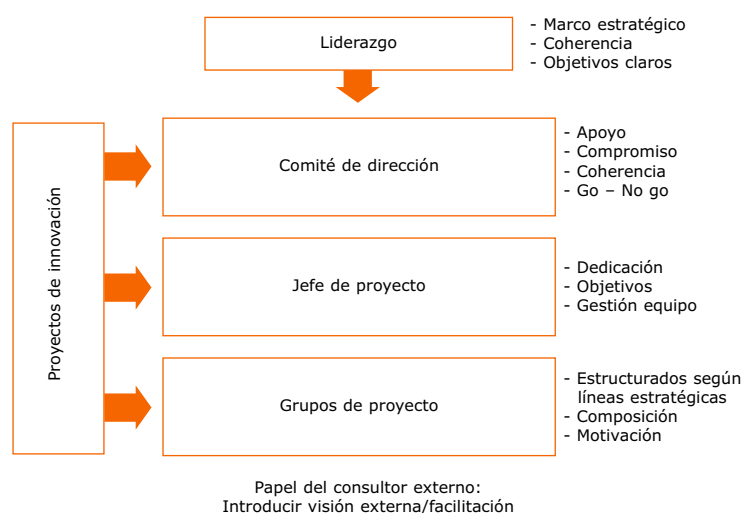 Liderazgo
- Marco estratégico
- Coherencia
- Objetivos claros
Proyectos de innovación
Comité de dirección
- Apoyo
- Compromiso
- Coherencia
- Go – No go
Jefe de proyecto
- Dedicación
- Objetivos
- Gestión equipo
Grupos de proyecto
- Estructurados según
líneas estratégicas
- Composición
- Motivación
Papel del consultor externo:
Introducir visión externa/facilitación